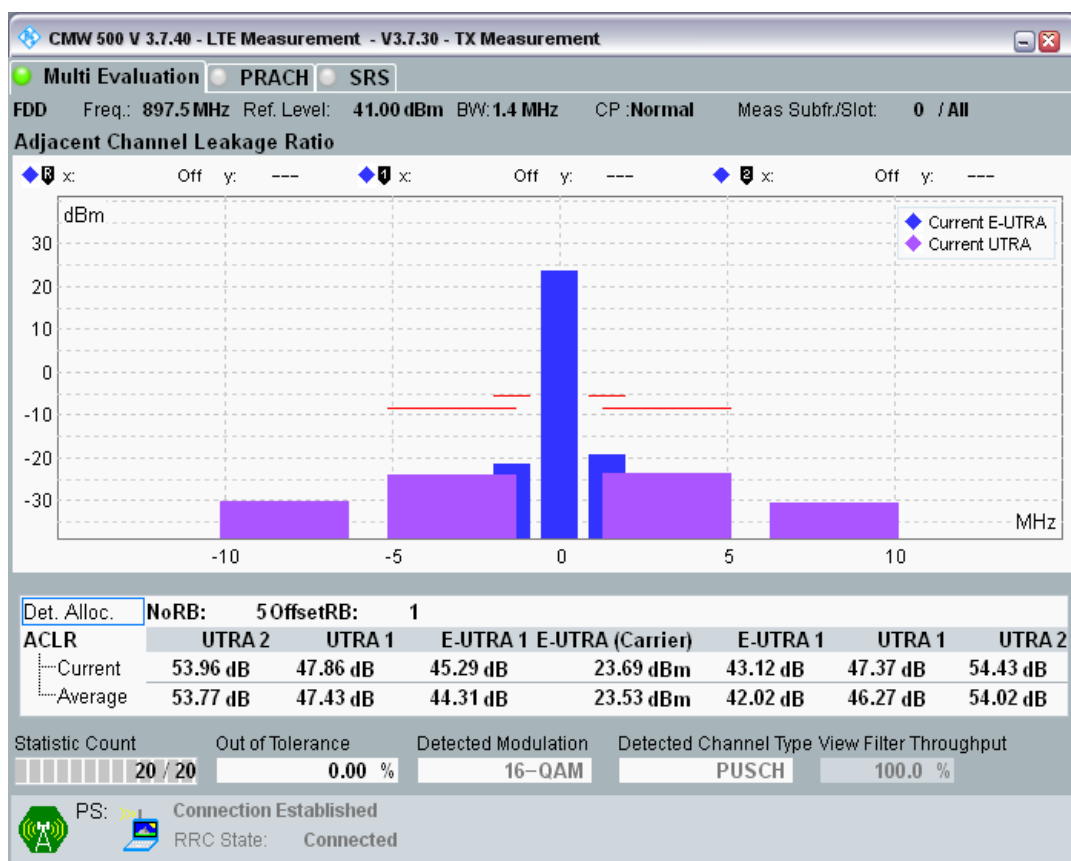 CMW 500 V 3.7.40 - LTE Measurement - V3.7.30 - TX Measurement
Multi Evaluation PRACH SRS
FDD Freq.: 897.5 MHz Ref. Level: 41.00 dBm BW: 1.4 MHz CP :Normal Meas Subfr./Slot: 0 / All
Adjacent Channel Leakage Ratio
R x: Off y: --- 1 x: Off y: --- 2 x: Off y: ---
dBm
Current E-UTRA
Current UTRA
30
20
10
0
-10
-20
-30
MHz
-10 -5 0 5 10
Det. Alloc. NoRB: 5 OffsetRB: 1
ACLR UTRA 2 UTRA 1 E-UTRA 1 E-UTRA (Carrier) E-UTRA 1 UTRA 1 UTRA 2
Current 53.96 dB 47.86 dB 45.29 dB 23.69 dBm 43.12 dB 47.37 dB 54.43 dB
Average 53.77 dB 47.43 dB 44.31 dB 23.53 dBm 42.02 dB 46.27 dB 54.02 dB
Statistic Count Out of Tolerance Detected Modulation Detected Channel Type View Filter Throughput
20 / 20 0.00 % 16-QAM PUSCH 100.0 %
PS: Connection Established
RRC State: Connected